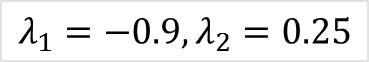 λ₁ = −0.9, λ₂ = 0.25